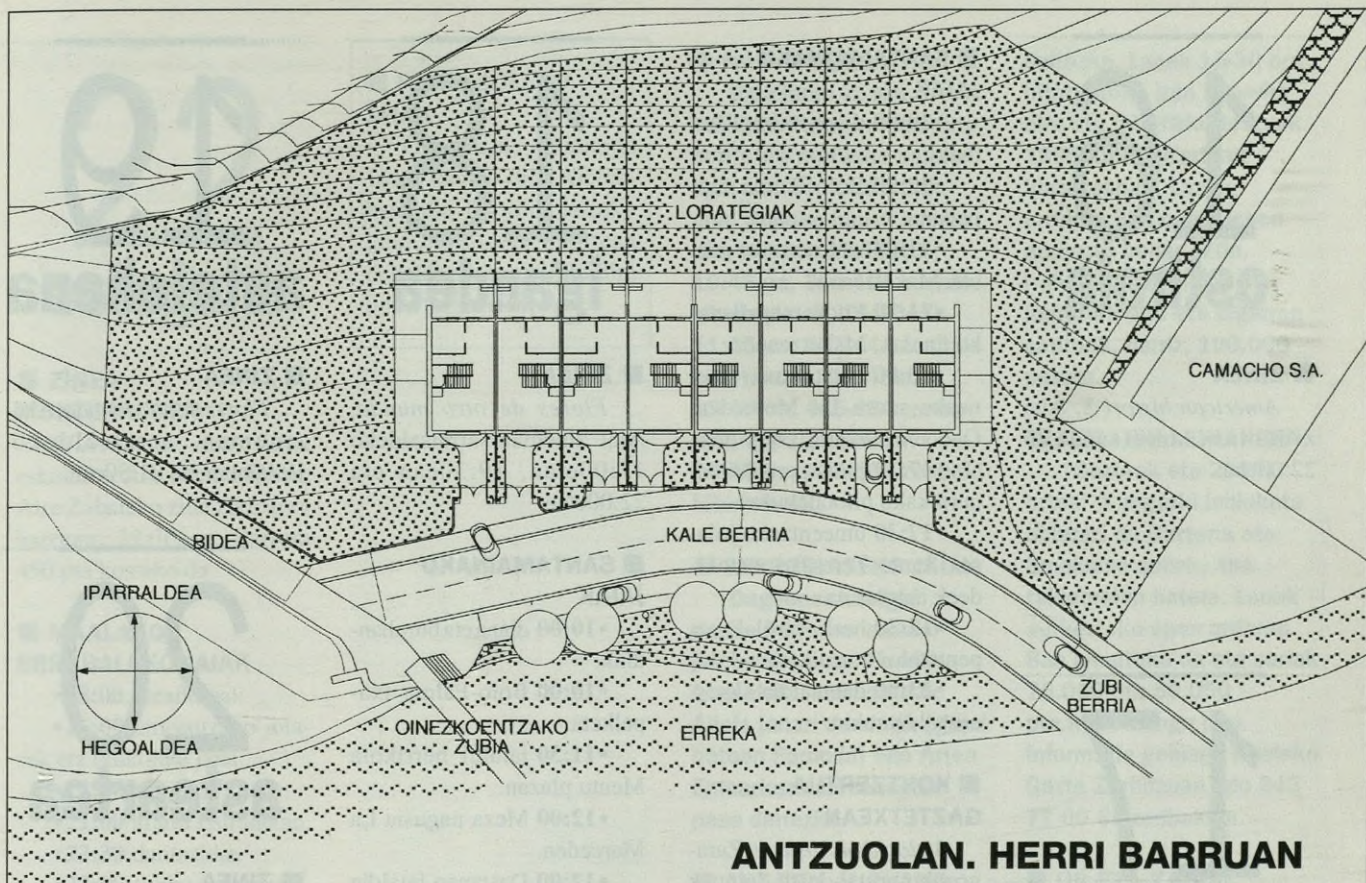 LORATEGIAK
CAMACHO S.A.
BIDEA
KALE BERRIA
IPARRALDEA
HEGOALDEA
OINEZKOENTZAKO
ZUBIA
ERREKA
ZUBI
BERRIA
ANTZUOLAN. HERRI BARRUAN